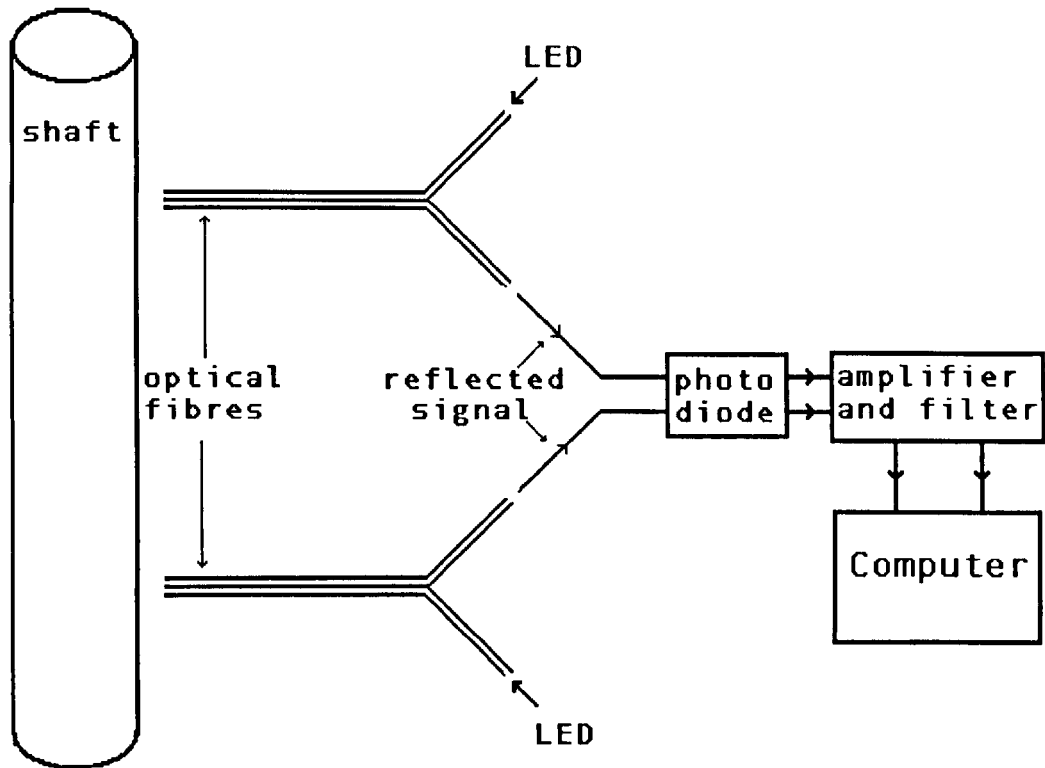 LED
shaft
optical
fibres
reflected
signal
photo
diode
amplifier
and filter
Computer
LED